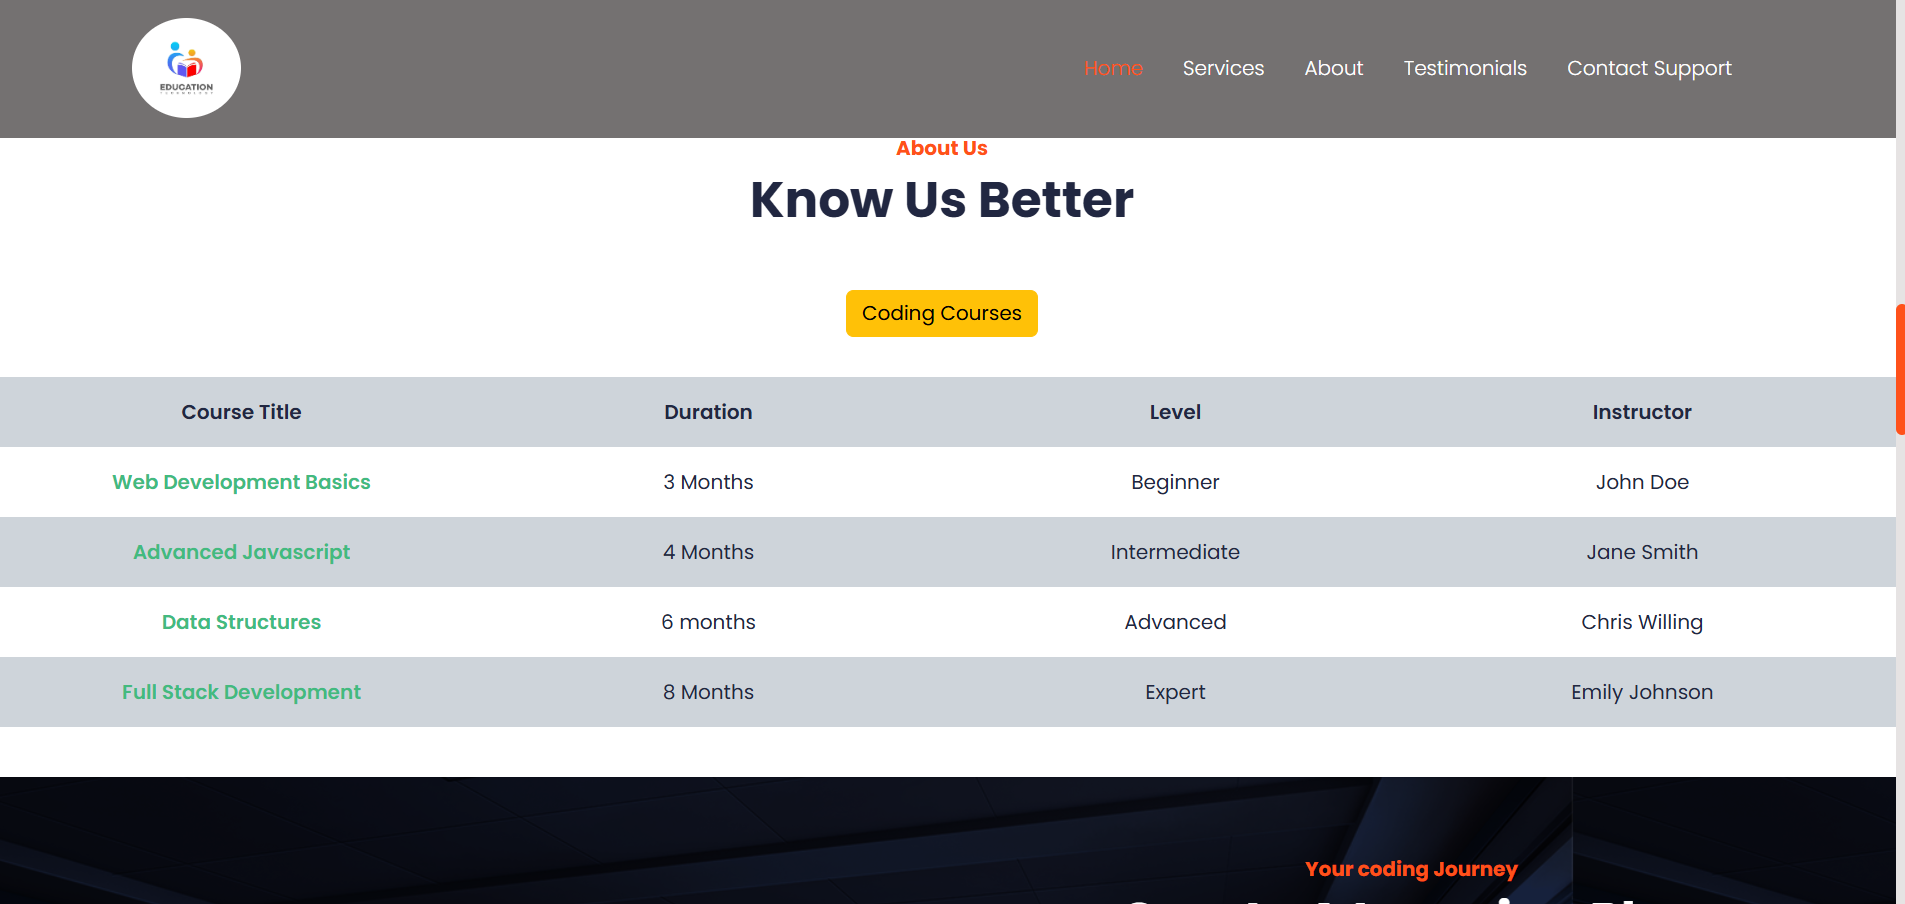 EDUCATION
Home Services About Testimonials Contact Support
About Us
Know Us Better
Coding Courses
Course Title Duration Level Instructor
Web Development Basics 3 Months Beginner John Doe
Advanced Javascript 4 Months Intermediate Jane Smith
Data Structures 6 months Advanced Chris Willing
Full Stack Development 8 Months Expert Emily Johnson
Your coding Journey